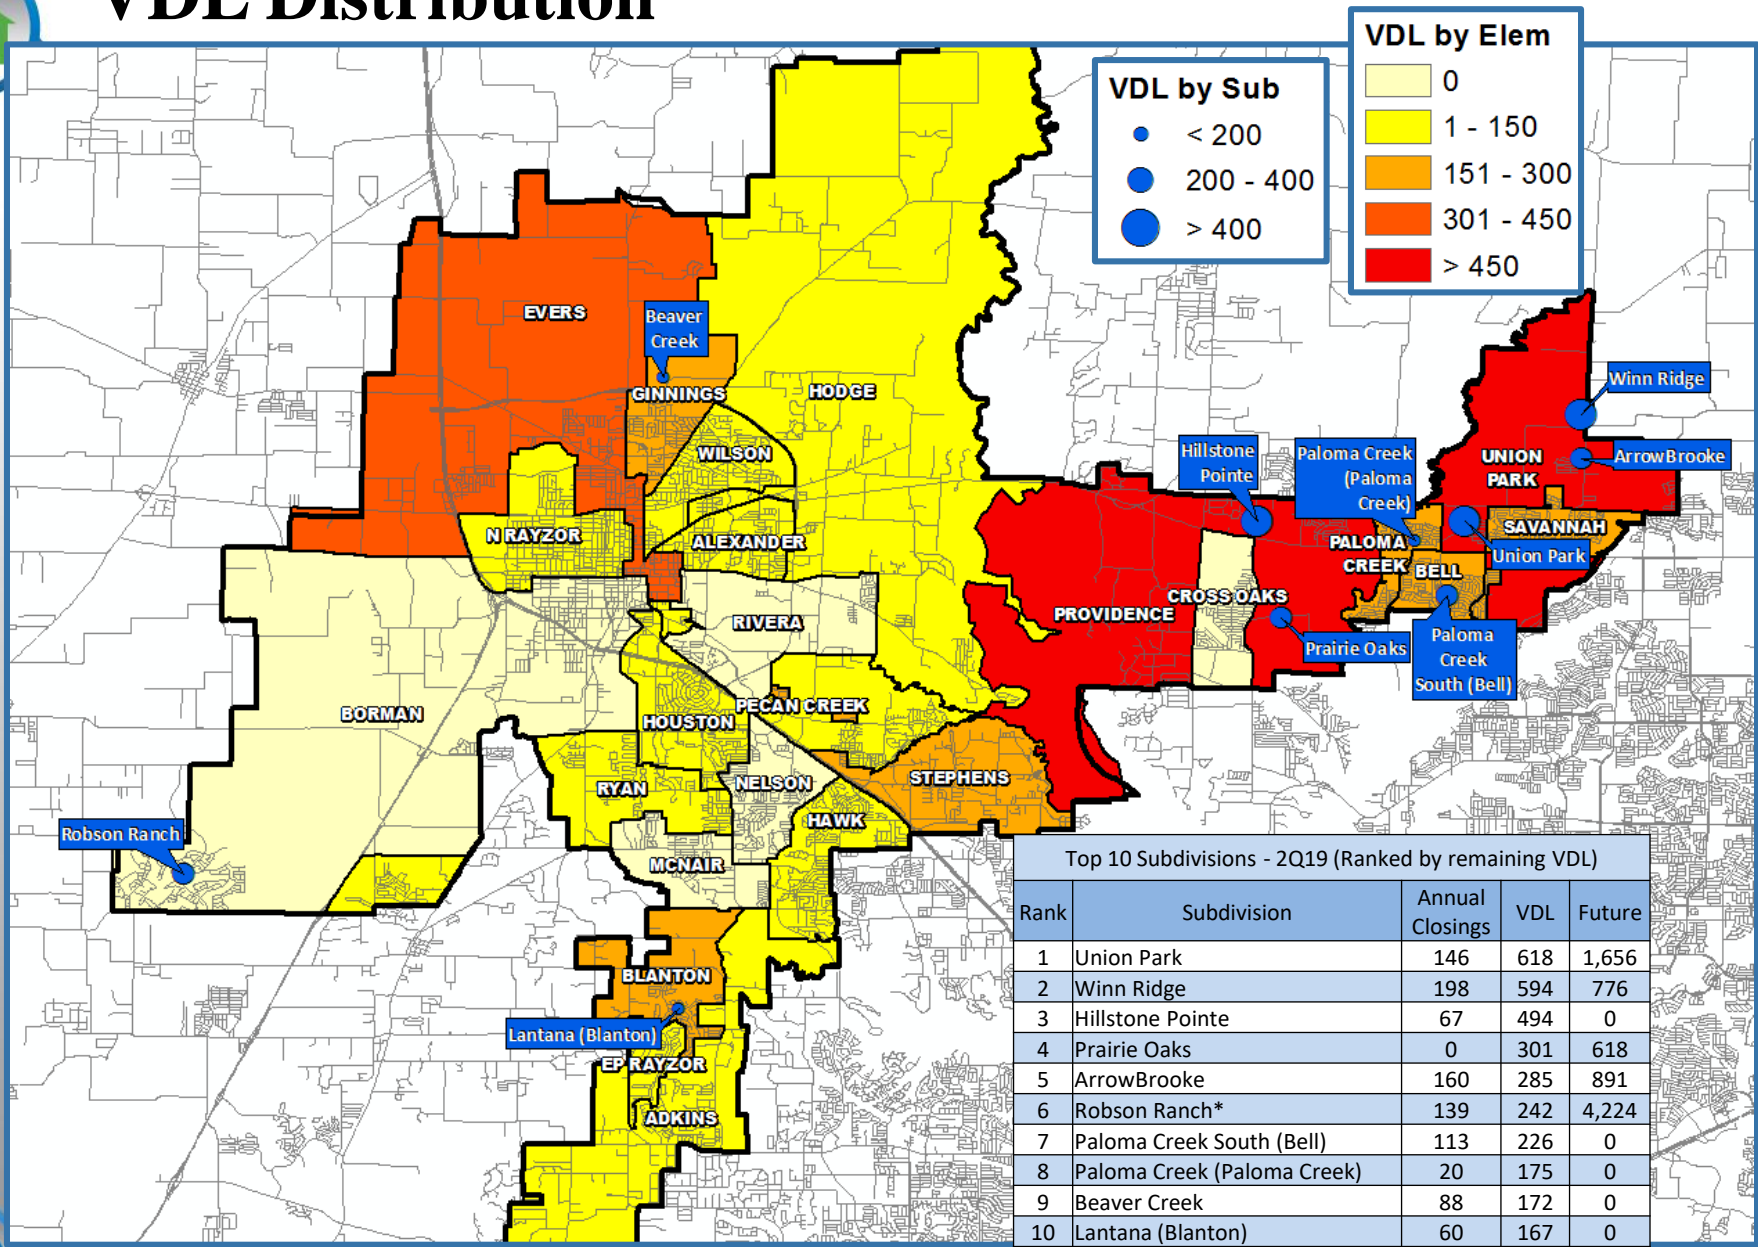 VDL Distribution
VDL by Sub
< 200
200 - 400
> 400
VDL by Elem
0
1 - 150
151 - 300
301 - 450
> 450
EVERS
Beaver
Creek
GINNINGS
HODGE
WILSON
N RAYZOR
ALEXANDER
RIVERA
BORMAN
HOUSTON
PECAN CREEK
RYAN
NELSON
STEPHENS
HAWK
MCNAIR
Robson Ranch
BLANTON
Lantana (Blanton)
EP RAYZOR
ADKINS
Winn Ridge
Hillstone
Pointe
Paloma Creek
(Paloma
Creek)
UNION
PARK
ArrowBrooke
SAVANNAH
PALOMA
CREEK
Union Park
BELL
CROSS OAKS
PROVIDENCE
Prairie Oaks
Paloma
Creek
South (Bell)
Top 10 Subdivisions - 2Q19 (Ranked by remaining VDL)
Rank Subdivision Annual Closings VDL Future
1 Union Park 146 618 1,656
2 Winn Ridge 198 594 776
3 Hillstone Pointe 67 494 0
4 Prairie Oaks 0 301 618
5 ArrowBrooke 160 285 891
6 Robson Ranch* 139 242 4,224
7 Paloma Creek South (Bell) 113 226 0
8 Paloma Creek (Paloma Creek) 20 175 0
9 Beaver Creek 88 172 0
10 Lantana (Blanton) 60 167 0